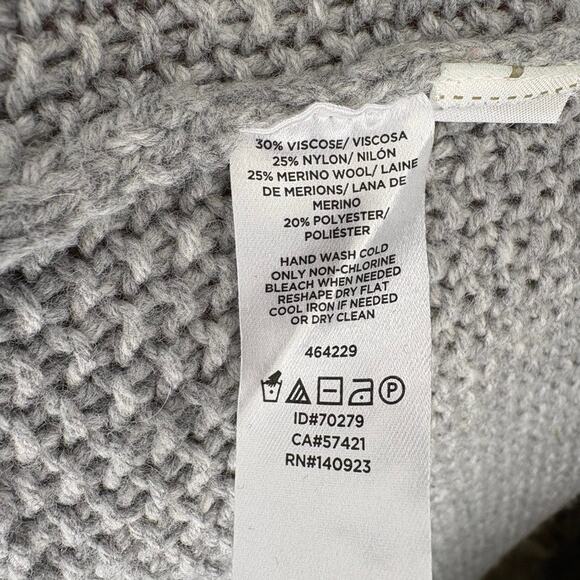 30% VISCOSE/ VISCOSA
25% NYLON/ NILÓN
25% MERINO WOOL/ LAINE
DE MERIONS/ LANA DE
MERINO
20% POLYESTER/
POLIÉSTER
HAND WASH COLD
ONLY NON-CHLORINE
BLEACH WHEN NEEDED
RESHAPE DRY FLAT
COOL IRON IF NEEDED
OR DRY CLEAN
464229
P
ID#70279
CA#57421
RN#140923